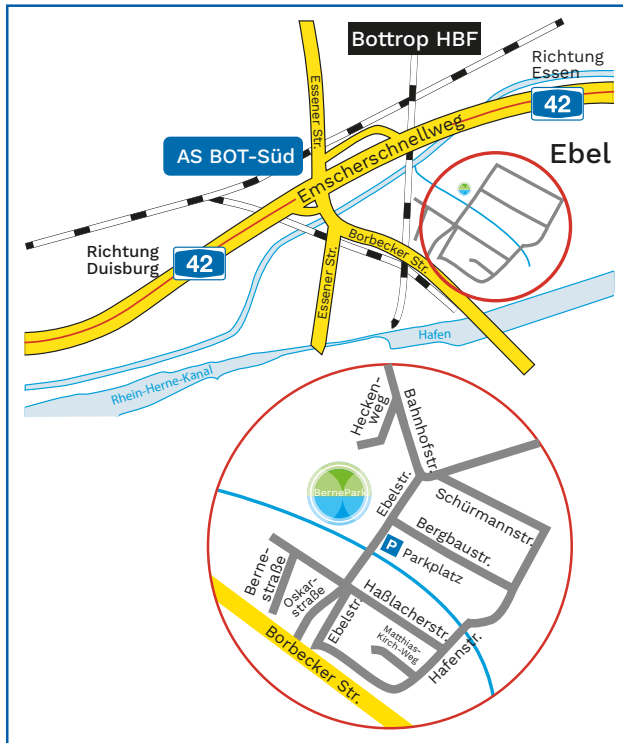 Bottrop HBF
Richtung
Essen
42
Essener Str.
AS BOT-Süd
Emscherschnellweg
Ebel
Richtung
Duisburg
42
Borbecker Str.
Essener Str.
Hafen
Rhein-Herne-Kanal
Hecken-
weg
Bahnhofstr.
BernePark
Ebelstr.
Schürmannstr.
Bergbaustr.
P
Parkplatz
Berne-
straße
Oskar-
straße
Haßlacherstr.
Ebelstr.
Matthias-
Kirch-Weg
Hafenstr.
Borbecker Str.